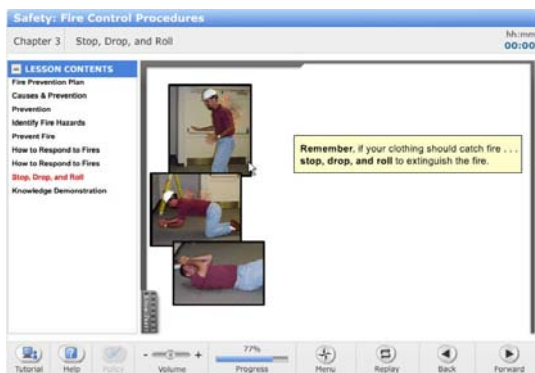 Safety: Fire Control Procedures
Chapter 3 Stop, Drop, and Roll
hh:mm
00:00
LESSON CONTENTS
Fire Prevention Plan
Causes & Prevention
Prevention
Identify Fire Hazards
Prevent Fire
How to Respond to Fires
How to Respond to Fires
Stop, Drop, and Roll
Knowledge Demonstration
Remember, if your clothing should catch fire . . .
stop, drop, and roll to extinguish the fire.
77%
Tutorial Help Volume Progress Menu Replay Back Forward